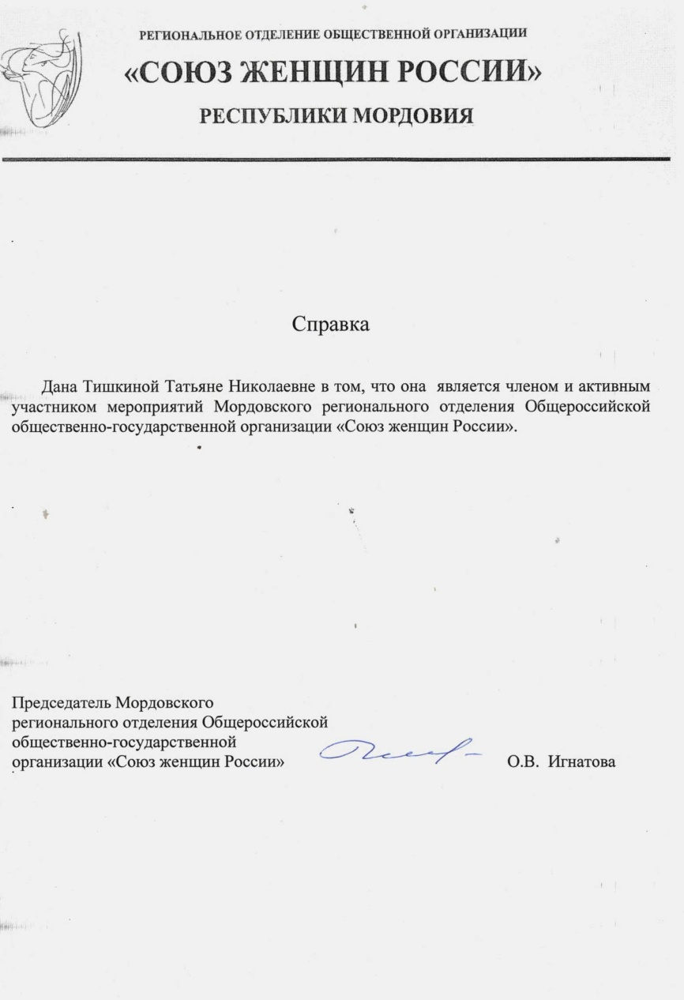 РЕГИОНАЛЬНОЕ ОТДЕЛЕНИЕ ОБЩЕСТВЕННОЙ ОРГАНИЗАЦИИ
«СОЮЗ ЖЕНЩИН РОССИИ»
РЕСПУБЛИКИ МОРДОВИЯ
Справка
Дана Тишкиной Татьяне Николаевне в том, что она является членом и активным
участником мероприятий Мордовского регионального отделения Общероссийской
общественно-государственной организации «Союз женщин России».
Председатель Мордовского
регионального отделения Общероссийской
общественно-государственной
организации «Союз женщин России»
О.В. Игнатова